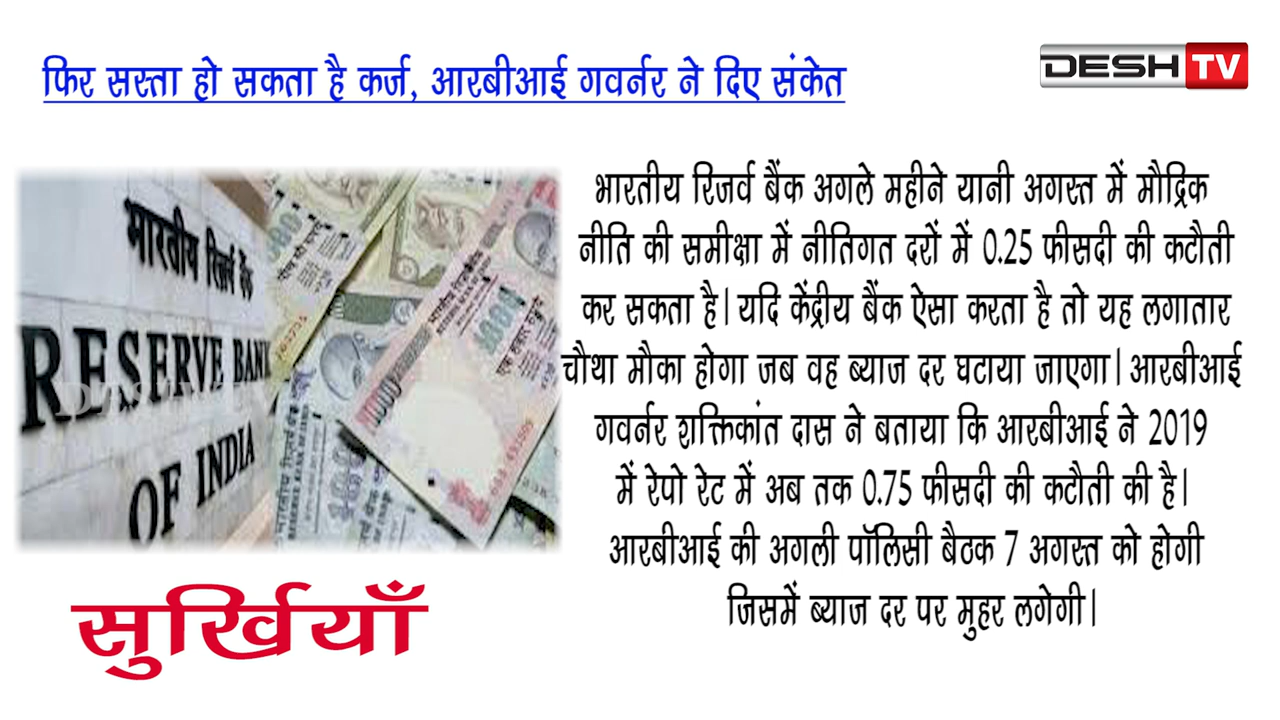 फिर सस्ता हो सकता है कर्ज, आरबीआई गवर्नर ने दिए संकेत
DESH TV
भारतीय रिजर्व बैंक अगले महीने यानी अगस्त में मौद्रिक
नीति की समीक्षा में नीतिगत दरों में 0.25 फीसदी की कटौती
कर सकता है। यदि केंद्रीय बैंक ऐसा करता है तो यह लगातार
चौथा मौका होगा जब वह ब्याज दर घटाया जाएगा। आरबीआई
गवर्नर शक्तिकांत दास ने बताया कि आरबीआई ने 2019
में रेपो रेट में अब तक 0.75 फीसदी की कटौती की है।
आरबीआई की अगली पॉलिसी बैठक 7 अगस्त को होगी
जिसमें ब्याज दर पर मुहर लगेगी।
भारतीय रिज़र्व बैंक
RESERVE BANK
OF INDIA
1000
100
सुर्खियाँ